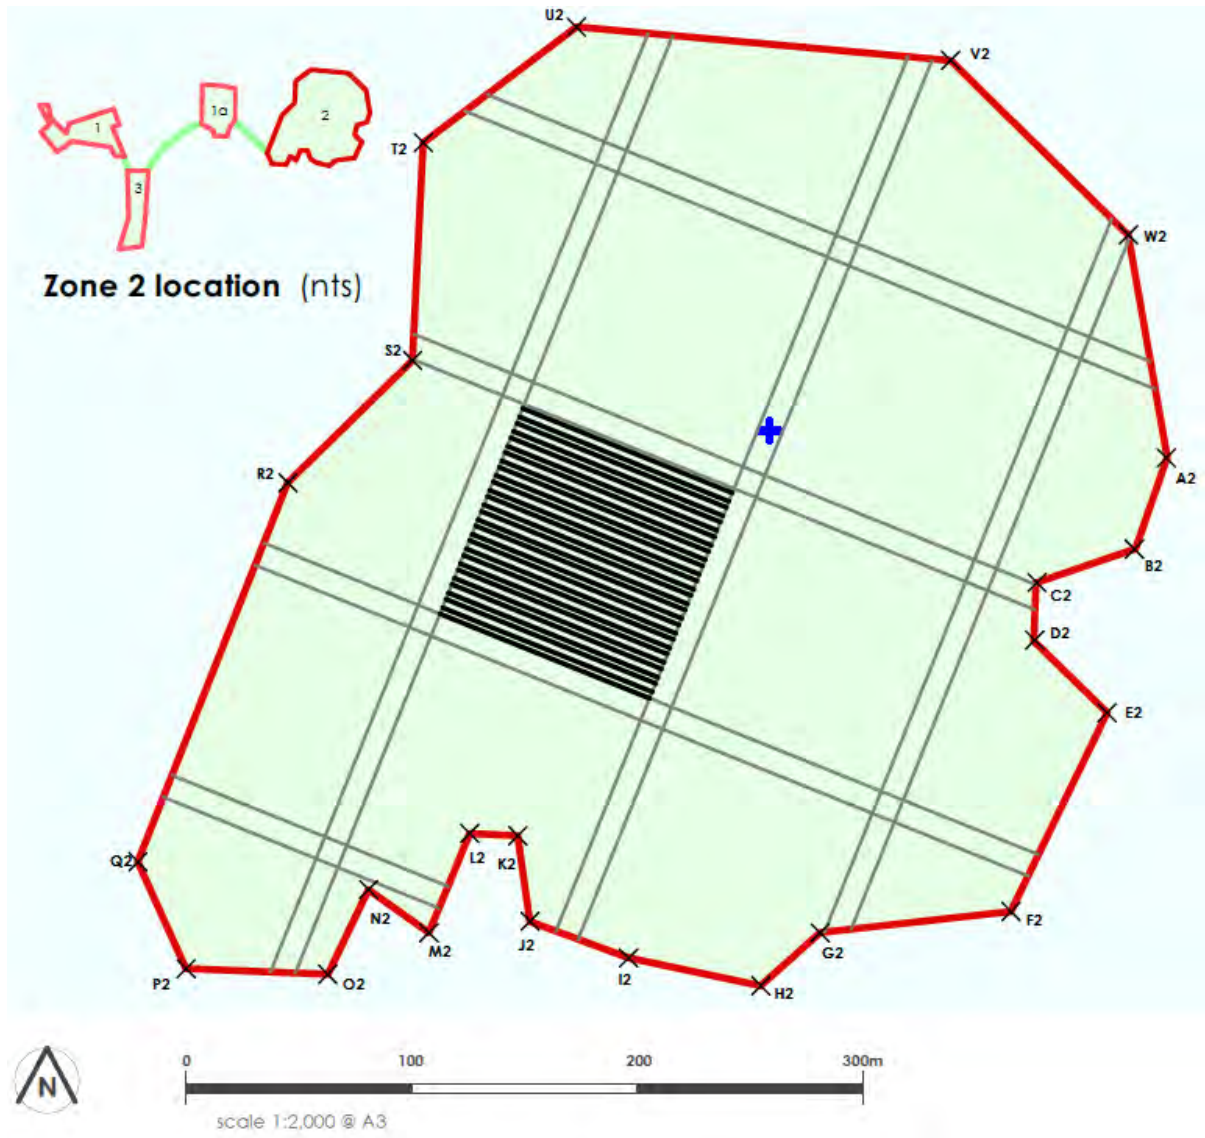 U2
V2
1
1a
2
T2
3
W2
Zone 2 location (nts)
S2
R2
A2
B2
C2
D2
E2
Q2
L2
K2
N2
F2
M2
J2
G2
I2
P2
O2
H2
0 100 200 300m
N
scale 1:2,000 @ A3